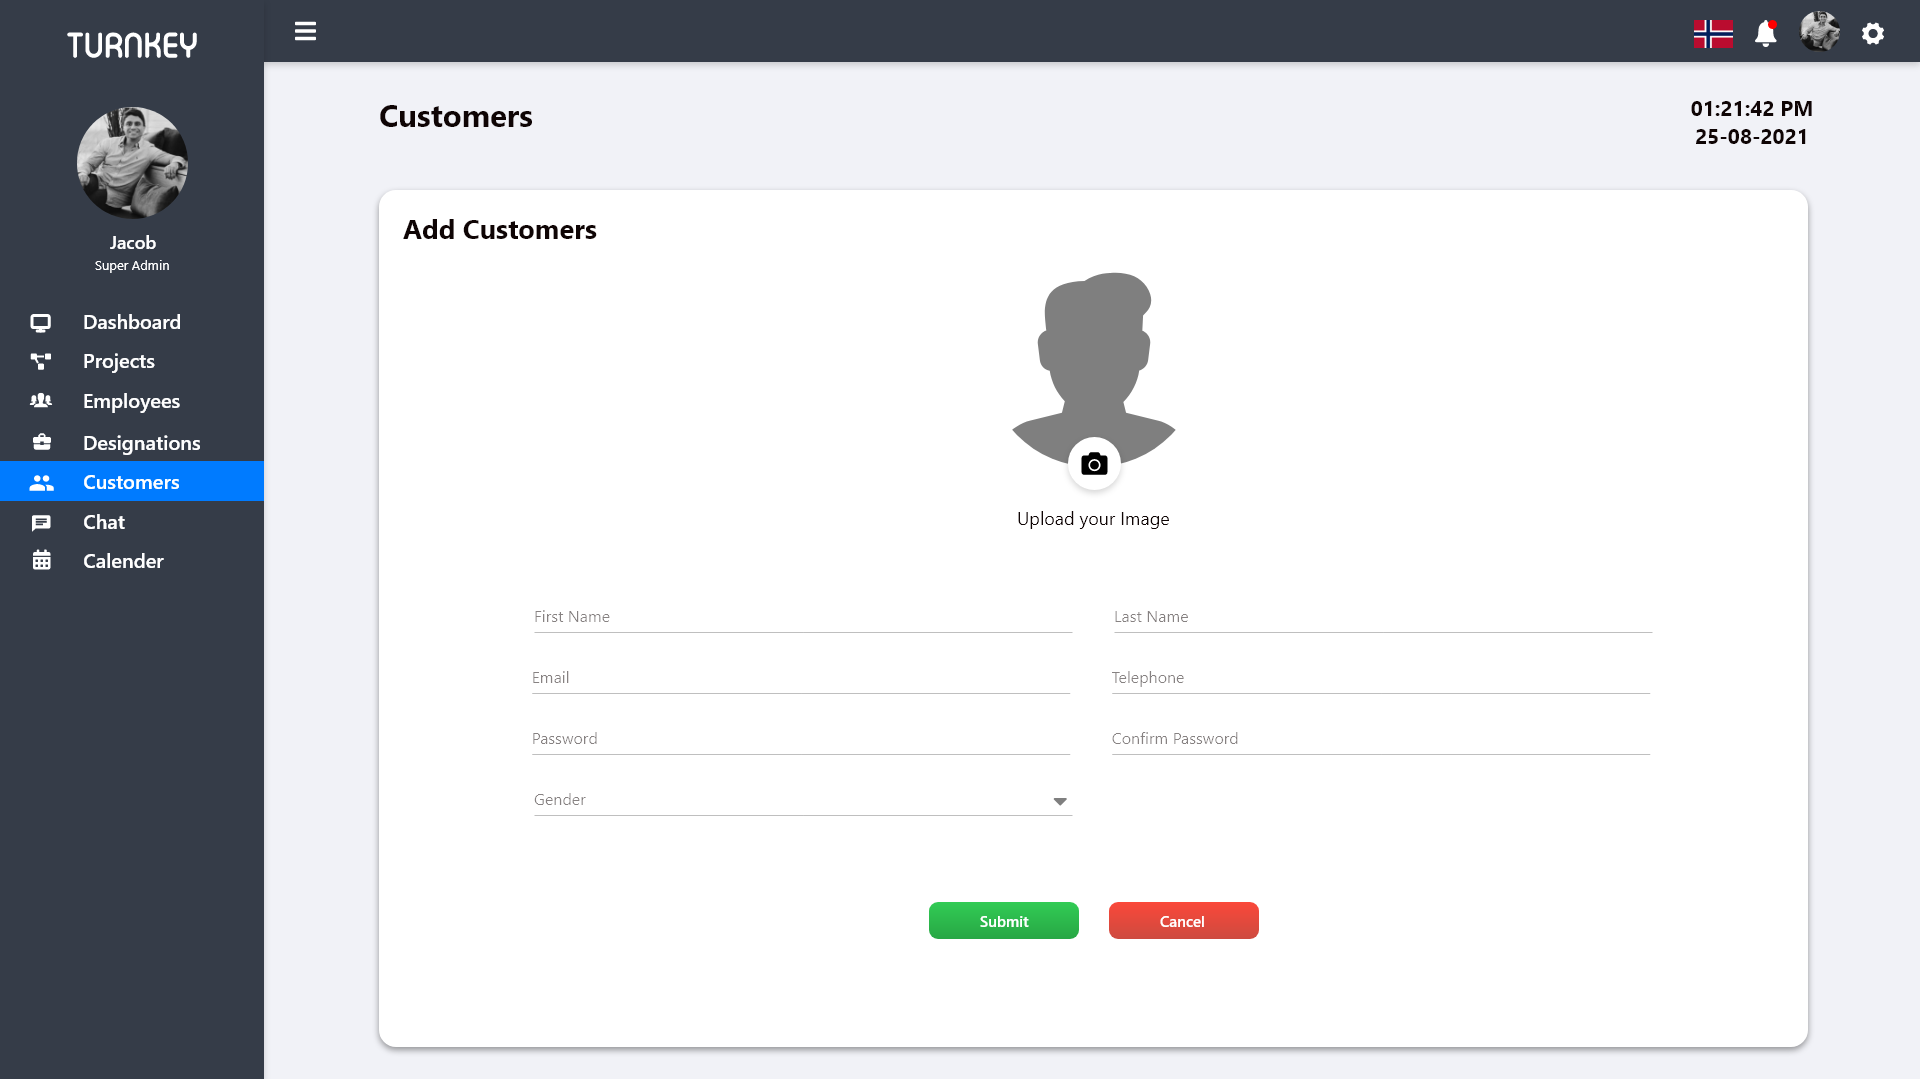 TURNKEY
Jacob
Super Admin
Dashboard
Projects
Employees
Designations
Customers
Chat
Calender
Customers
01:21:42 PM
25-08-2021
Add Customers
Upload your Image
First Name
Last Name
Email
Telephone
Password
Confirm Password
Gender
Submit
Cancel